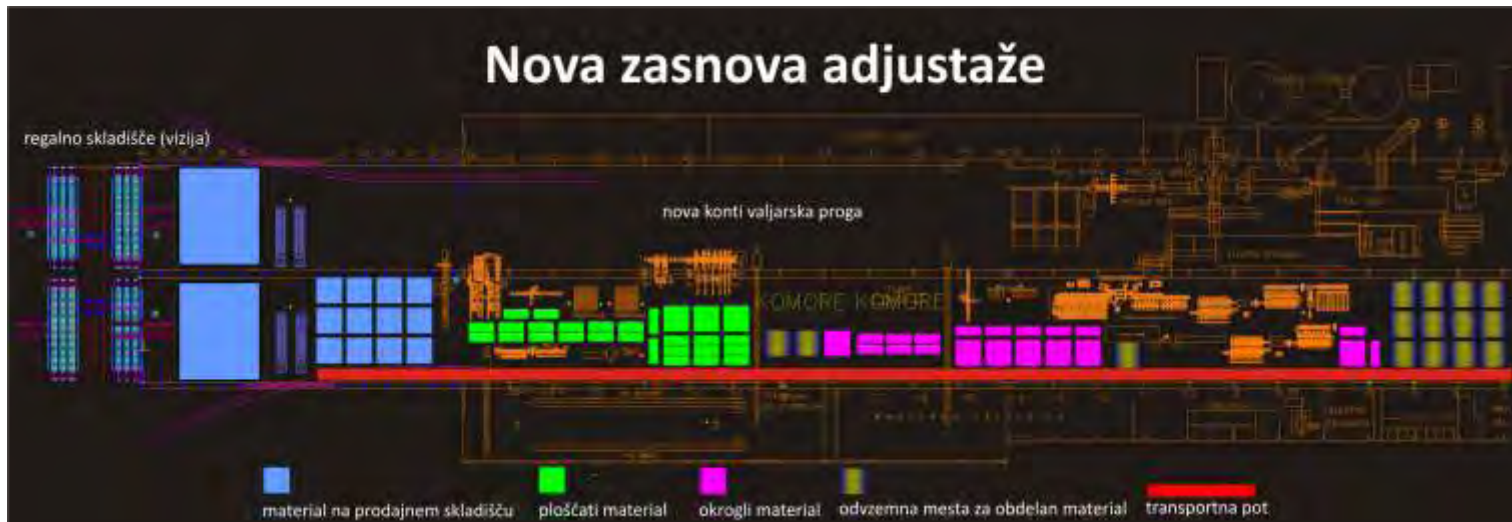 Nova zasnova adjustaže
regalno skladišče (vizija)
nova konti valjarska proga
KOMORE KOMORE
material na prodajnem skladišču
ploščati material
okrogli material
odvzemna mesta za obdelan material
transportna pot